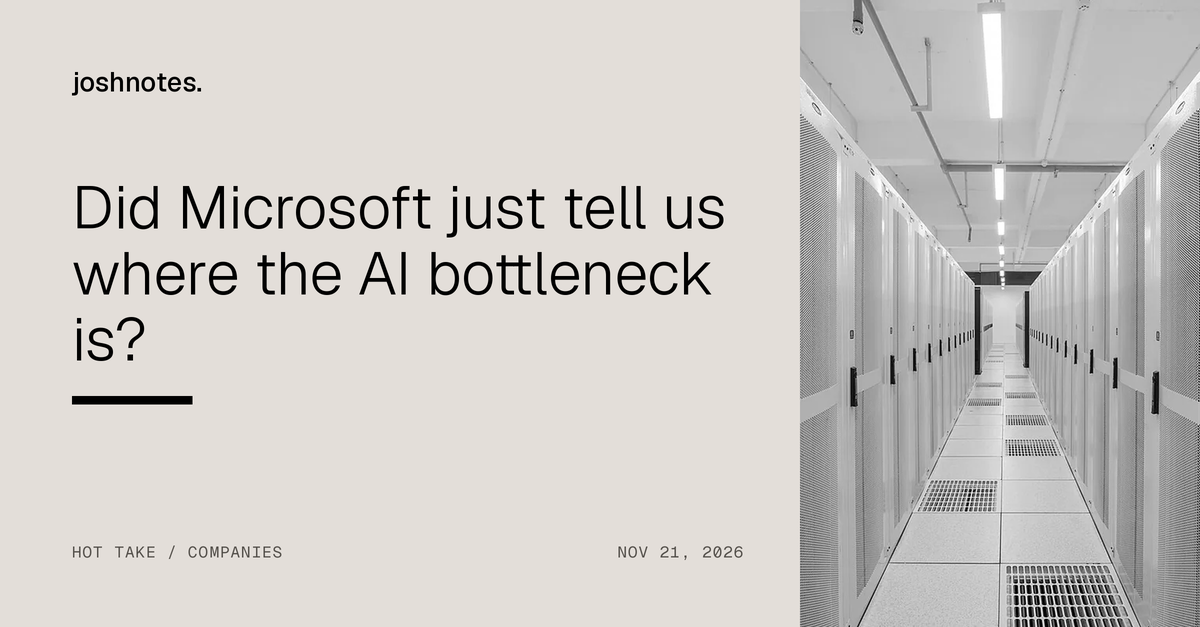 joshnotes.
Did Microsoft just tell us
where the AI bottleneck
is?
HOT TAKE / COMPANIES
NOV 21, 2026